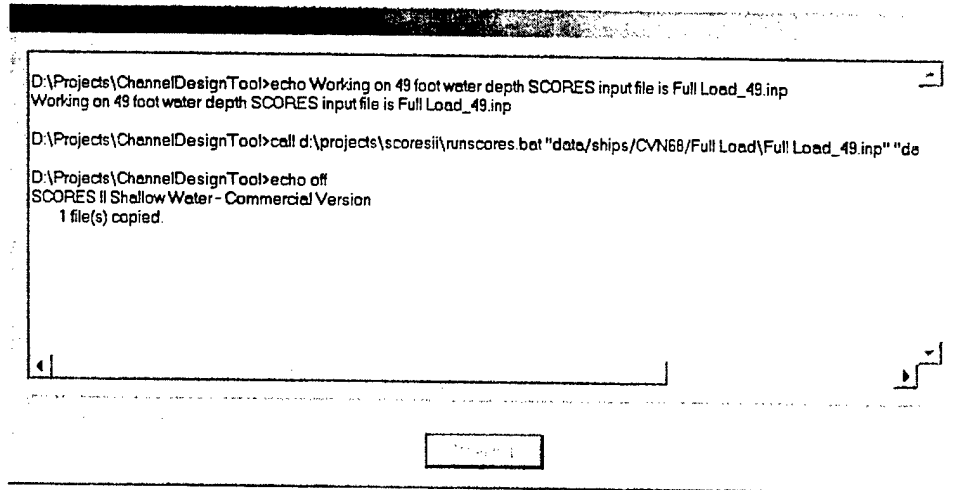 D:\Projects\ChannelDesignTool>echo Working on 49 foot water depth SCORES input file is Full Load_49.inp
Working on 49 foot water depth SCORES input file is Full Load_49.inp
D:\Projects\ChannelDesignTool>call d:\projects\scoresii\runscores.bat "data/ships/CVN68/Full Load\Full Load_49.inp" "da
D:\Projects\ChannelDesignTool>echo off
SCORES II Shallow Water - Commercial Version
1 file(s) copied.